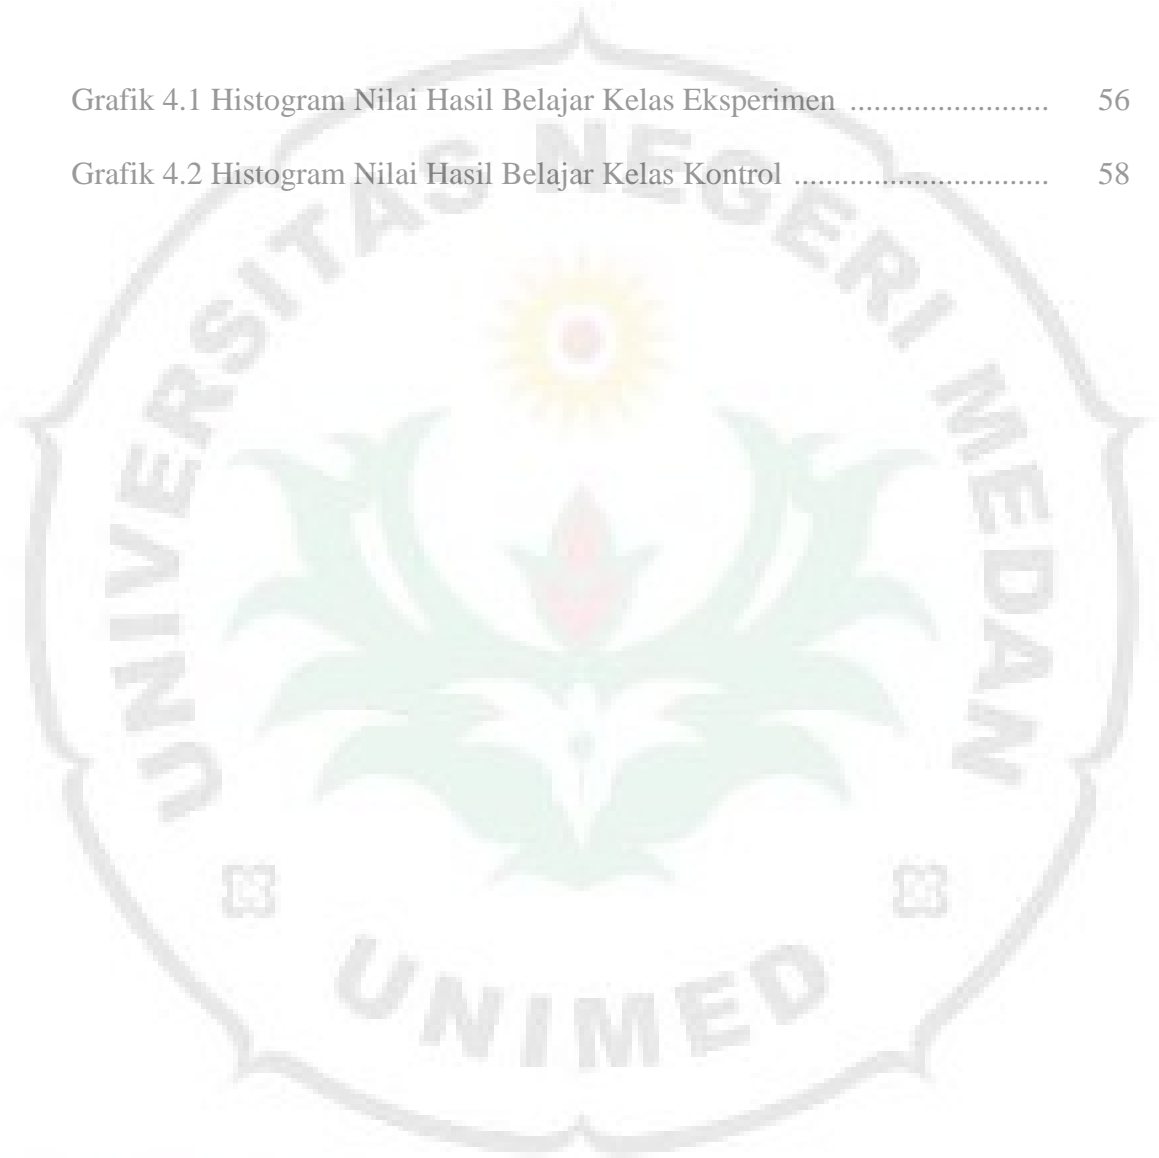 Grafik 4.1 Histogram Nilai Hasil Belajar Kelas Eksperimen ......................... 56
Grafik 4.2 Histogram Nilai Hasil Belajar Kelas Kontrol ................................ 58
UNIVERSITAS NEGERI MEDAN
UNIMED